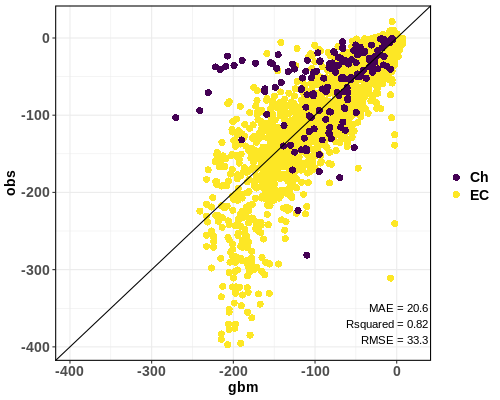 0
-100
-200
-300
-400
obs
-400 -300 -200 -100 0
gbm
Ch
EC
MAE = 20.6
Rsquared = 0.82
RMSE = 33.3